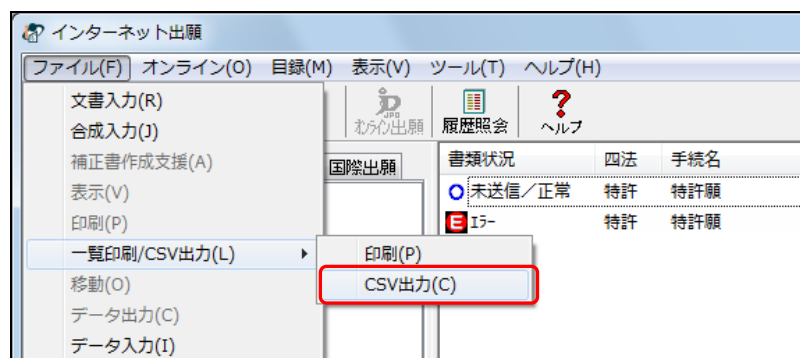 インターネット出願
ファイル(F) オンライン(O) 目録(M) 表示(V) ツール(T) ヘルプ(H)
文書入力(R)
合成入力(J)
補正書作成支援(A)
表示(V)
印刷(P)
一覧印刷/CSV出力(L)
移動(O)
データ出力(C)
データ入力(I)
印刷(P)
CSV出力(C)
JPO
オンライン出願
履歴照会
ヘルプ
国際出願
書類状況 四法 手続名
未送信／正常 特許 特許願
E エラー 特許 特許願